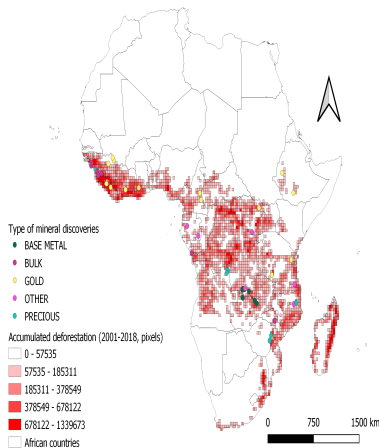 Type of mineral discoveries
BASE METAL
BULK
GOLD
OTHER
PRECIOUS
Accumulated deforestation (2001-2018, pixels)
0 - 57535
57535 - 185311
185311 - 378549
378549 - 678122
678122 - 1339673
African countries
0 750 1500 km